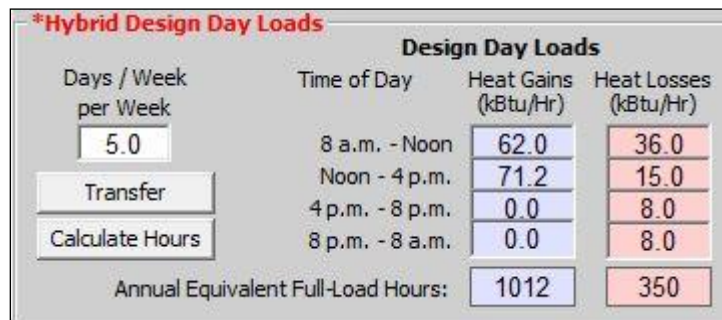 *Hybrid Design Day Loads
Design Day Loads
Days / Week
per Week
Time of Day
Heat Gains
(kBtu/Hr)
Heat Losses
(kBtu/Hr)
5.0
8 a.m. - Noon 62.0 36.0
Transfer
Noon - 4 p.m. 71.2 15.0
4 p.m. - 8 p.m. 0.0 8.0
Calculate Hours
8 p.m. - 8 a.m. 0.0 8.0
Annual Equivalent Full-Load Hours: 1012 350